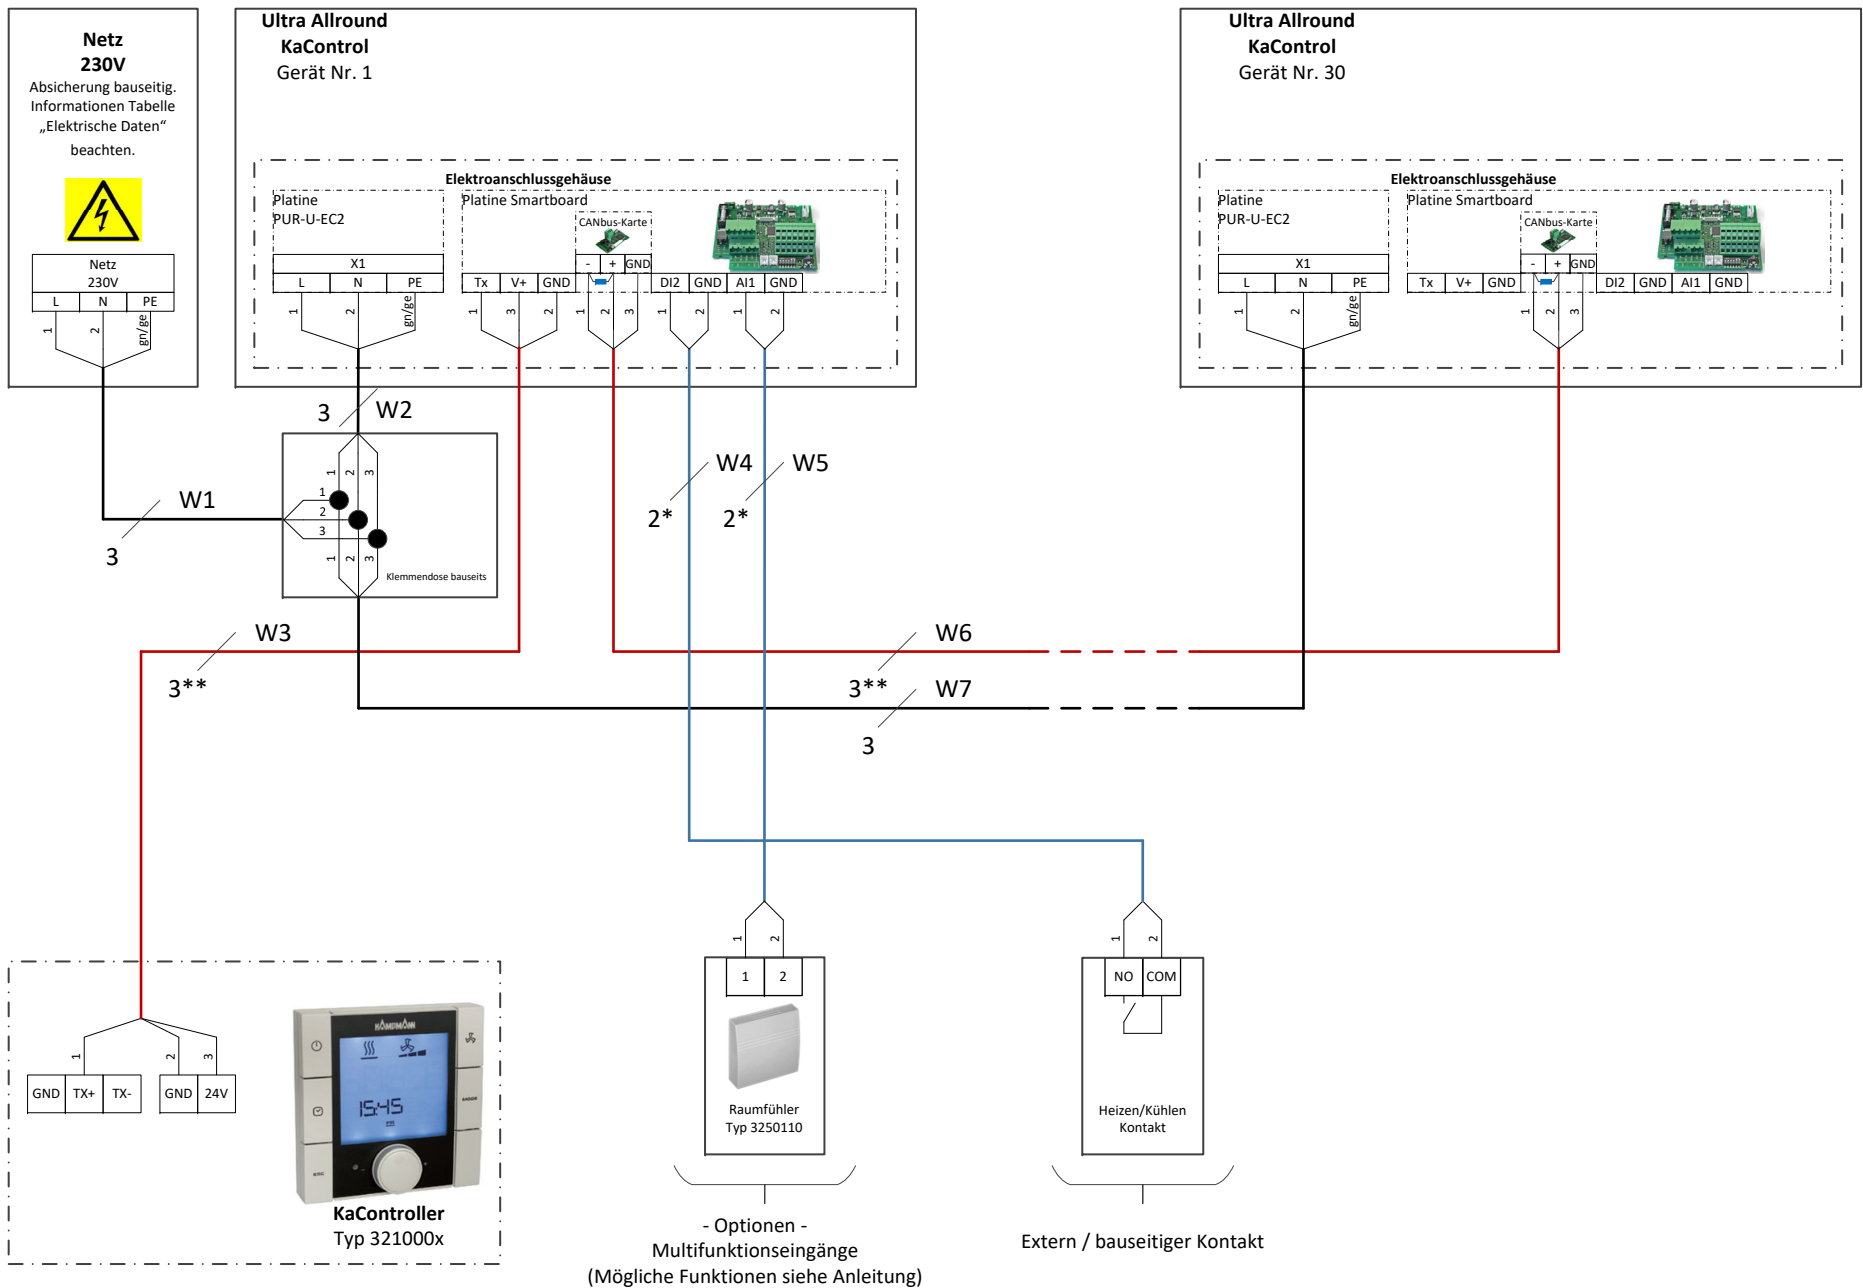 Netz
230V
Absicherung bauseitig.
Informationen Tabelle
„Elektrische Daten“
beachten.
Netz
230V
L N PE
1 2 gn/ge
Ultra Allround
KaControl
Gerät Nr. 1
Elektroanschlussgehäuse
Platine
PUR-U-EC2
X1
L N PE
1 2 gn/ge
Platine Smartboard
CANbus-Karte
- + GND
Tx V+ GND
DI2 GND AI1 GND
1 3 2 1 2 3 1 2 1 2
Ultra Allround
KaControl
Gerät Nr. 30
Elektroanschlussgehäuse
Platine
PUR-U-EC2
X1
L N PE
1 2 gn/ge
Platine Smartboard
CANbus-Karte
- + GND
Tx V+ GND
DI2 GND AI1 GND
1 2 3
3 W2
W1
3
1 2 3
1
2
3
1 2 3
Klemmendose bauseits
W4
2*
W5
2*
W3
3**
W6
3**
W7
3
1 2 3
GND TX+ TX- GND 24V
KAMPMANN
15:45
ESC
KaController
Typ 321000x
1 2
1 2
Raumfühler
Typ 3250110
- Optionen -
Multifunktionseingänge
(Mögliche Funktionen siehe Anleitung)
1 2
NO COM
Heizen/Kühlen
Kontakt
Extern / bauseitiger Kontakt